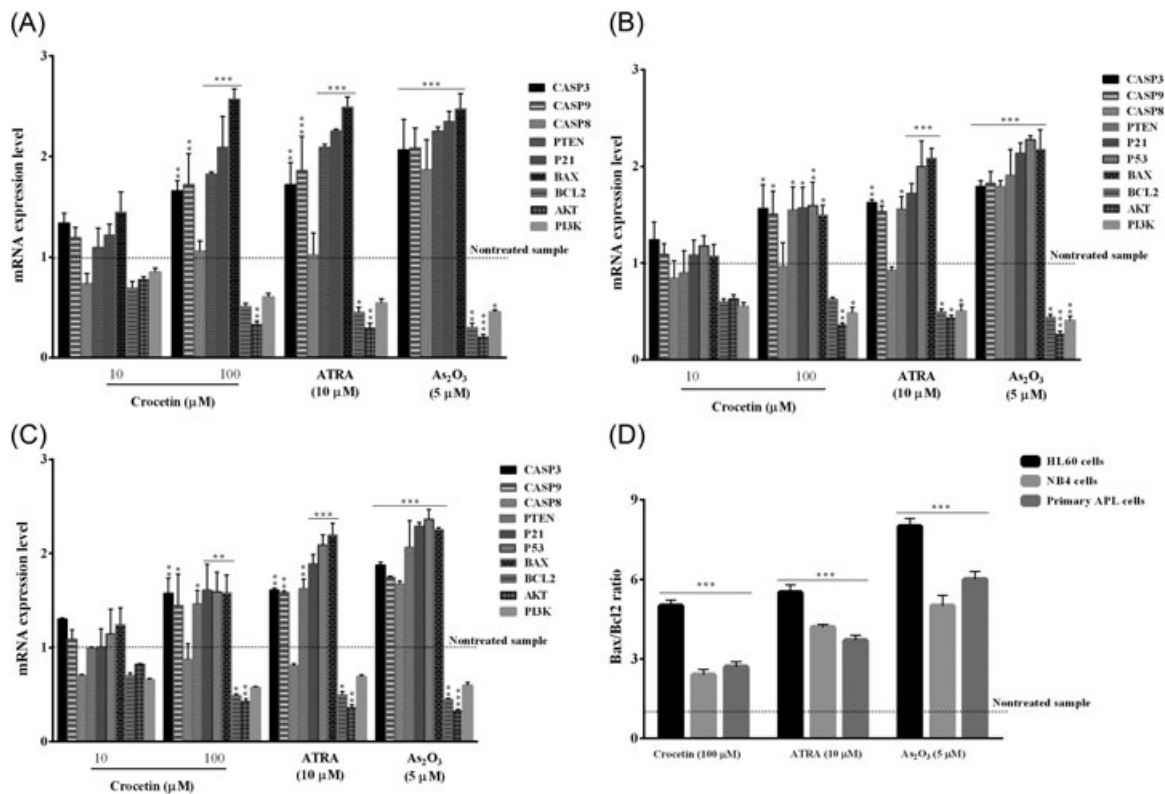 (A)
mRNA expression level
3
2
1
0
***
***
***
**
**
**
***
*
**
**
***
*
Nontreated sample
CASP3
CASP9
CASP8
PTEN
P21
BAX
BCL2
AKT
PI3K
10
100
Crocetin (µM)
ATRA
(10 µM)
As₂O₃
(5 µM)
(B)
mRNA expression level
3
2
1
0
***
***
Nontreated sample
CASP3
CASP9
CASP8
PTEN
P21
P53
BAX
BCL2
AKT
PI3K
10
100
Crocetin (µM)
ATRA
(10 µM)
As₂O₃
(5 µM)
(C)
mRNA expression level
3
2
1
0
**
***
***
Nontreated sample
CASP3
CASP9
CASP8
PTEN
P21
P53
BAX
BCL2
AKT
PI3K
10
100
Crocetin (µM)
ATRA
(10 µM)
As₂O₃
(5 µM)
(D)
Bax/Bcl2 ratio
9
6
3
0
***
***
***
Nontreated sample
HL60 cells
NB4 cells
Primary APL cells
Crocetin (100 µM)
ATRA (10 µM)
As₂O₃ (5 µM)